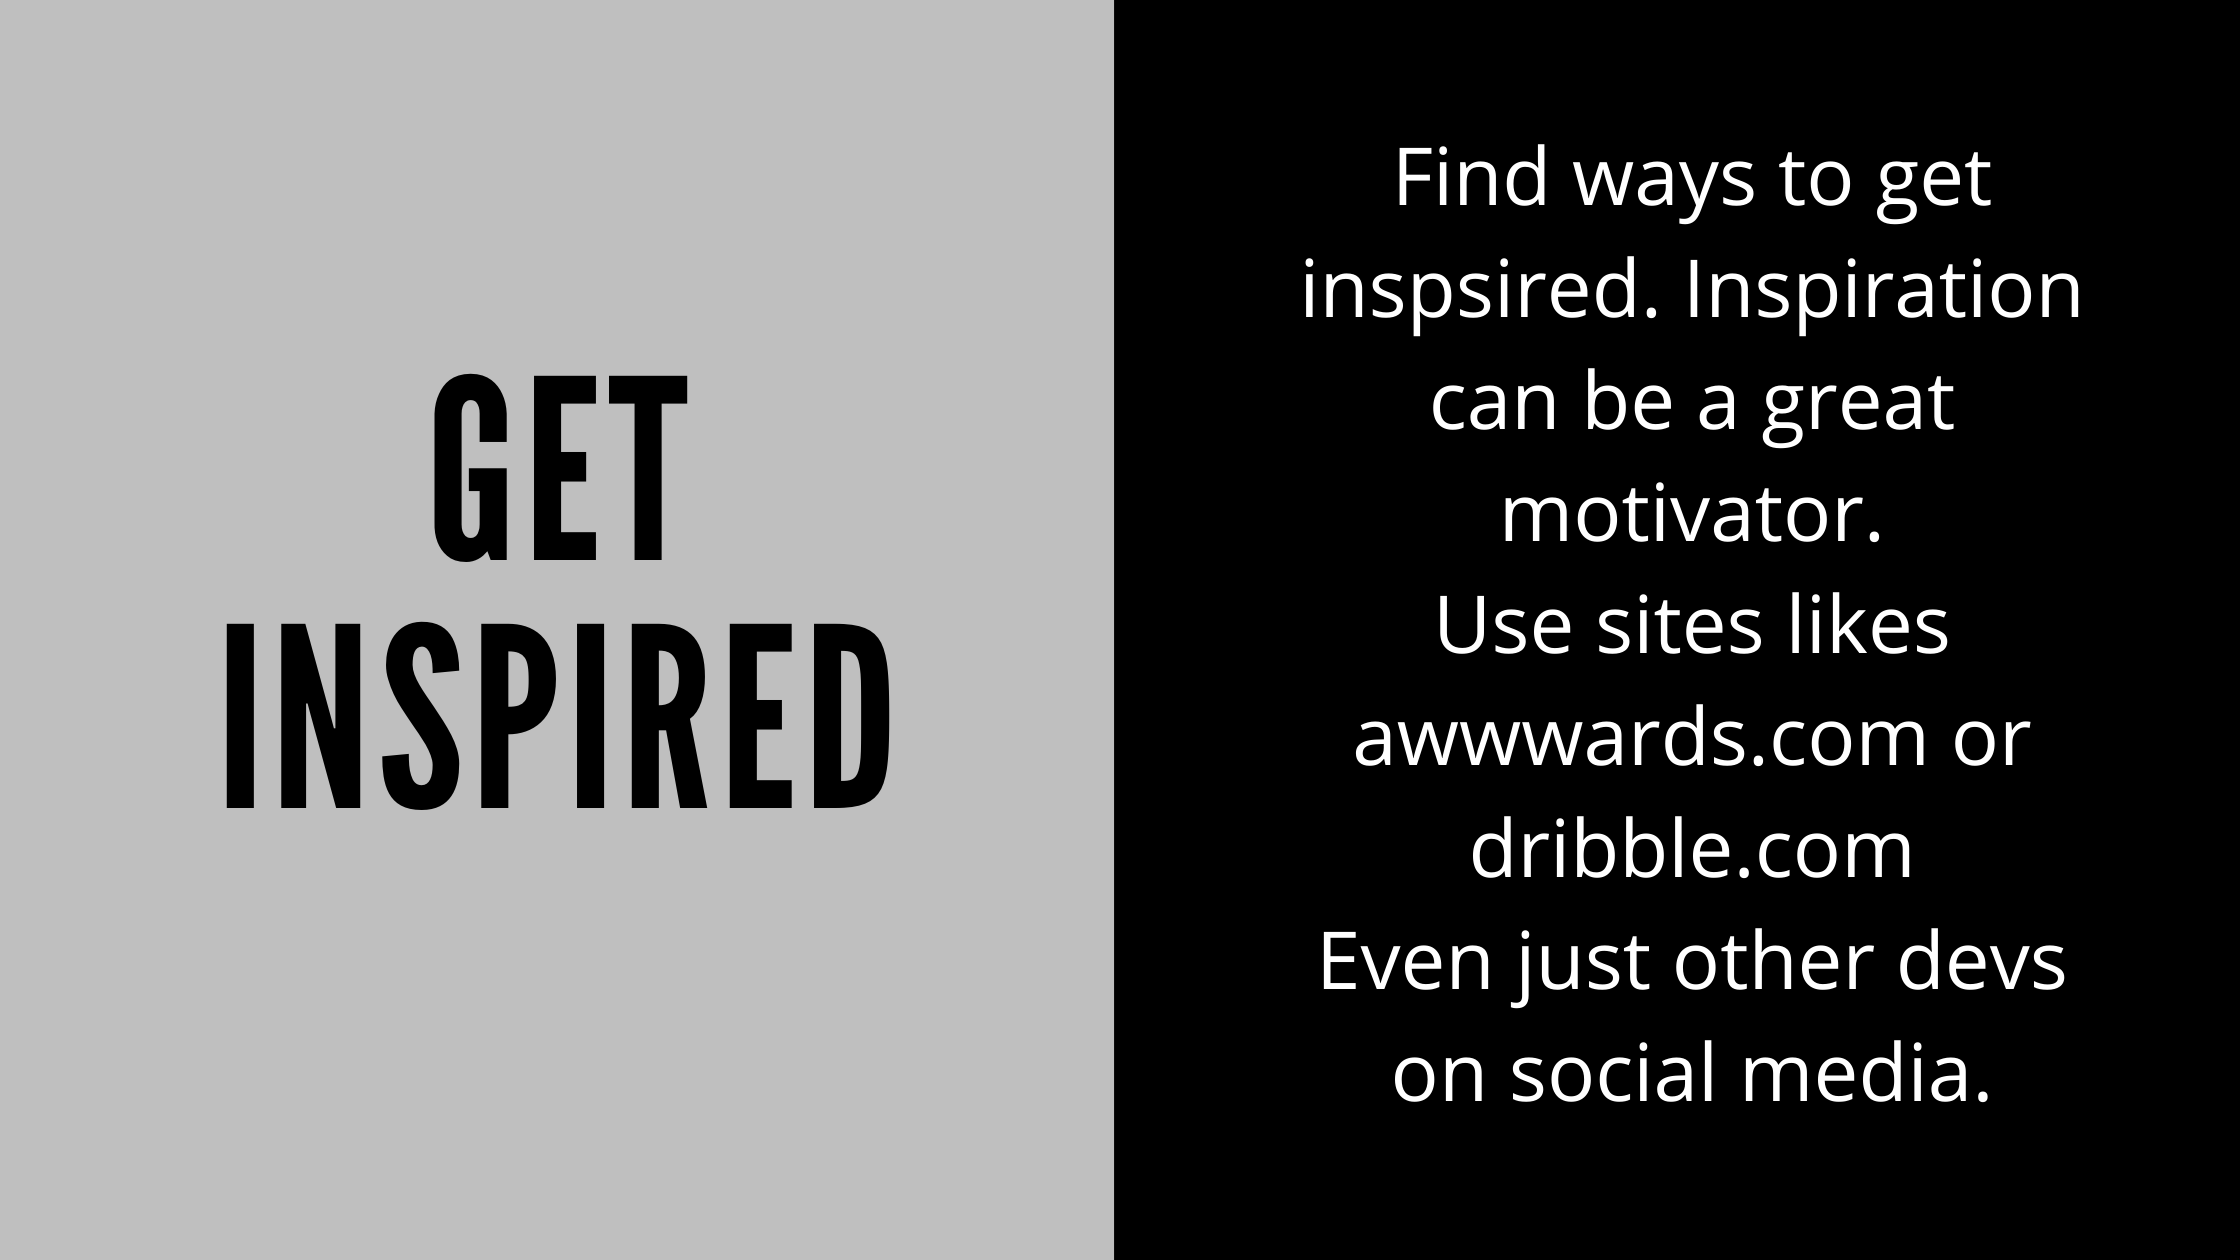 GET
INSPIRED
Find ways to get
inspsired. Inspiration
can be a great
motivator.
Use sites likes
awwwards.com or
dribble.com
Even just other devs
on social media.